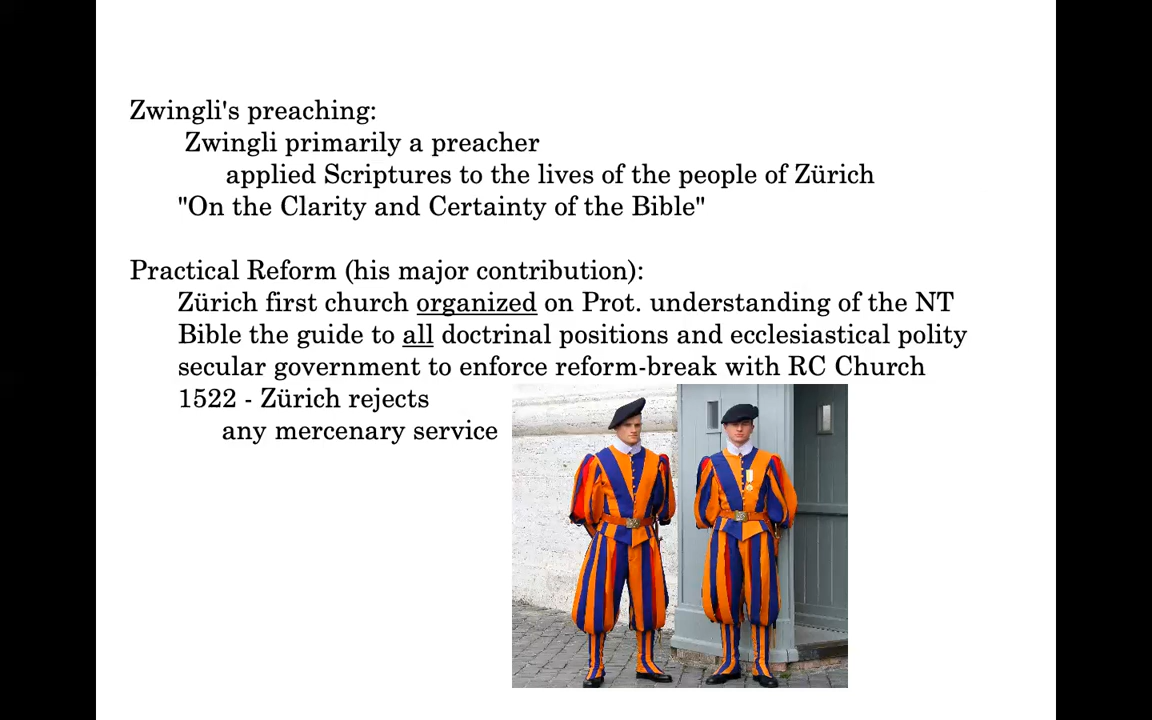 Zwingli's preaching:
Zwingli primarily a preacher
applied Scriptures to the lives of the people of Zürich
"On the Clarity and Certainty of the Bible"
Practical Reform (his major contribution):
Zürich first church organized on Prot. understanding of the NT
Bible the guide to all doctrinal positions and ecclesiastical polity
secular government to enforce reform-break with RC Church
1522 - Zürich rejects
any mercenary service